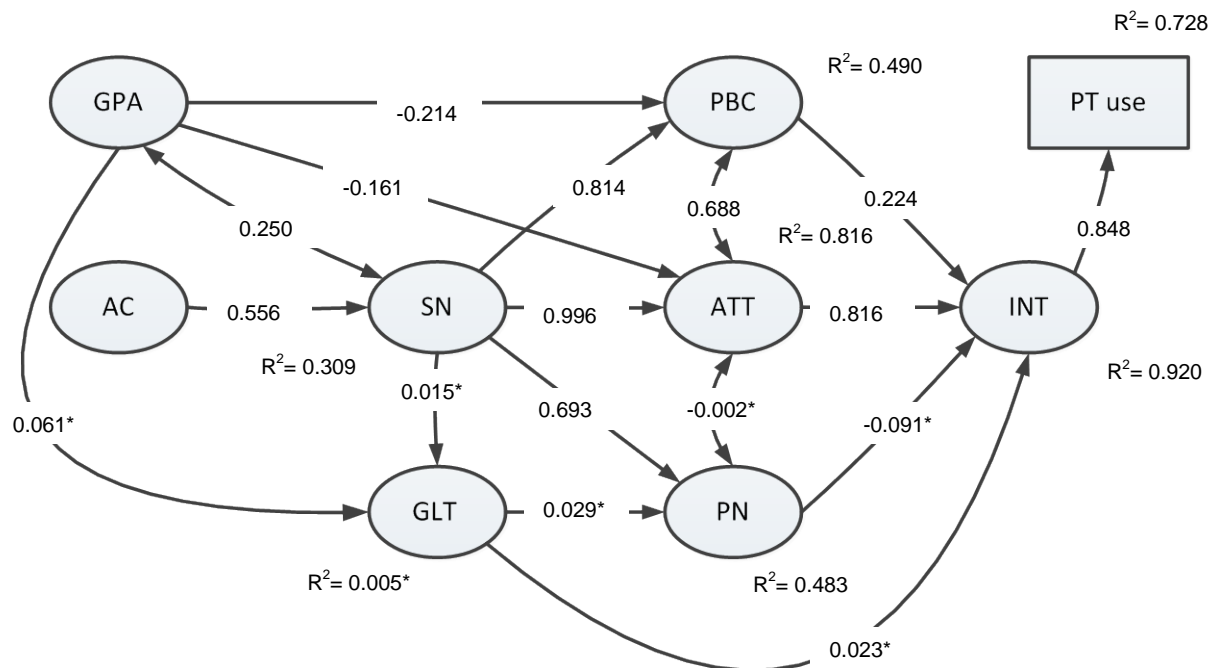 R²= 0.728
GPA
PBC
R²= 0.490
PT use
-0.214
-0.161
0.814
0.688
0.224
0.250
R²= 0.816
0.848
AC
0.556
SN
0.996
ATT
0.816
INT
R²= 0.309
R²= 0.920
0.015*
0.693
-0.002*
-0.091*
0.061*
GLT
0.029*
PN
R²= 0.005*
R²= 0.483
0.023*